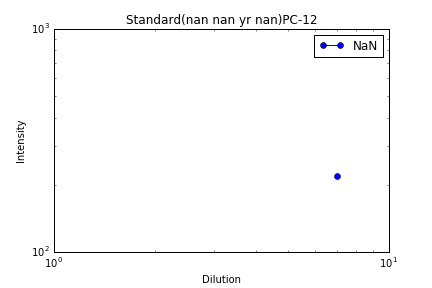 Standard(nan nan yr nan)PC-12
10³
NaN
Intensity
10²
10⁰
10¹
Dilution